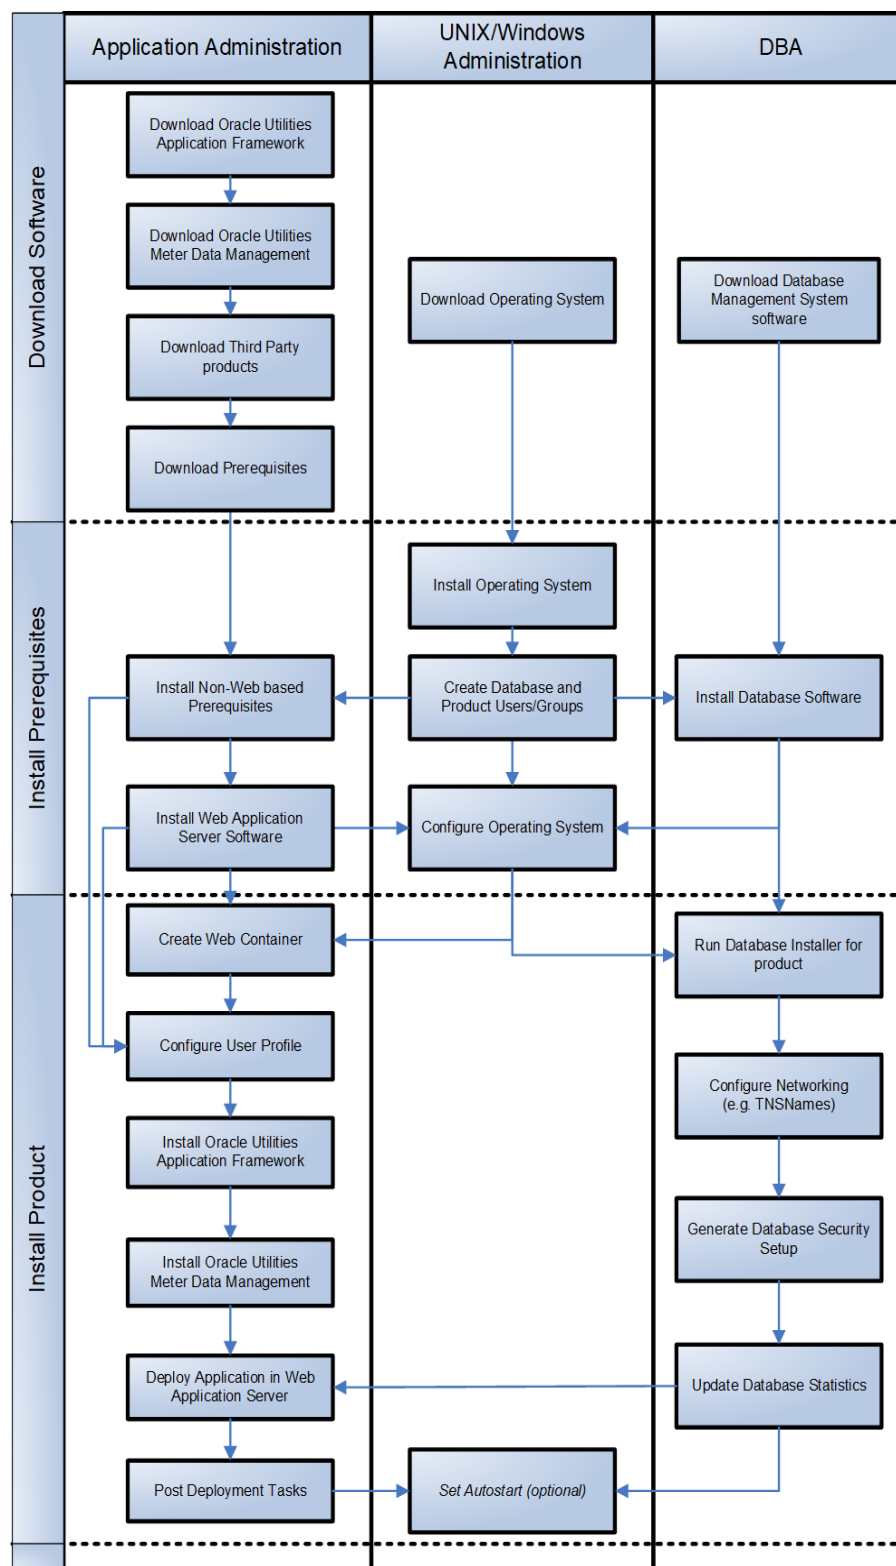 Application Administration
UNIX/Windows
Administration
DBA
Download Software
Download Oracle Utilities
Application Framework
Download Oracle Utilities
Meter Data Management
Download Operating System
Download Database
Management System
software
Download Third Party
products
Download Prerequisites
Install Prerequisites
Install Operating System
Install Non-Web based
Prerequisites
Create Database and
Product Users/Groups
Install Database Software
Install Web Application
Server Software
Configure Operating System
Install Product
Create Web Container
Run Database Installer for
product
Configure User Profile
Configure Networking
(e.g. TNSNames)
Install Oracle Utilities
Application Framework
Generate Database Security
Setup
Install Oracle Utilities
Meter Data Management
Deploy Application in Web
Application Server
Update Database Statistics
Post Deployment Tasks
Set Autostart (optional)